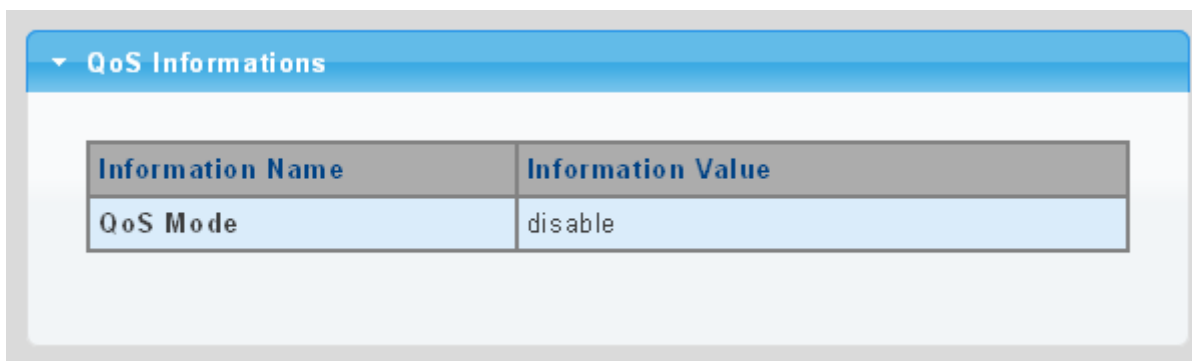 QoS Informations
Information Name Information Value
QoS Mode disable